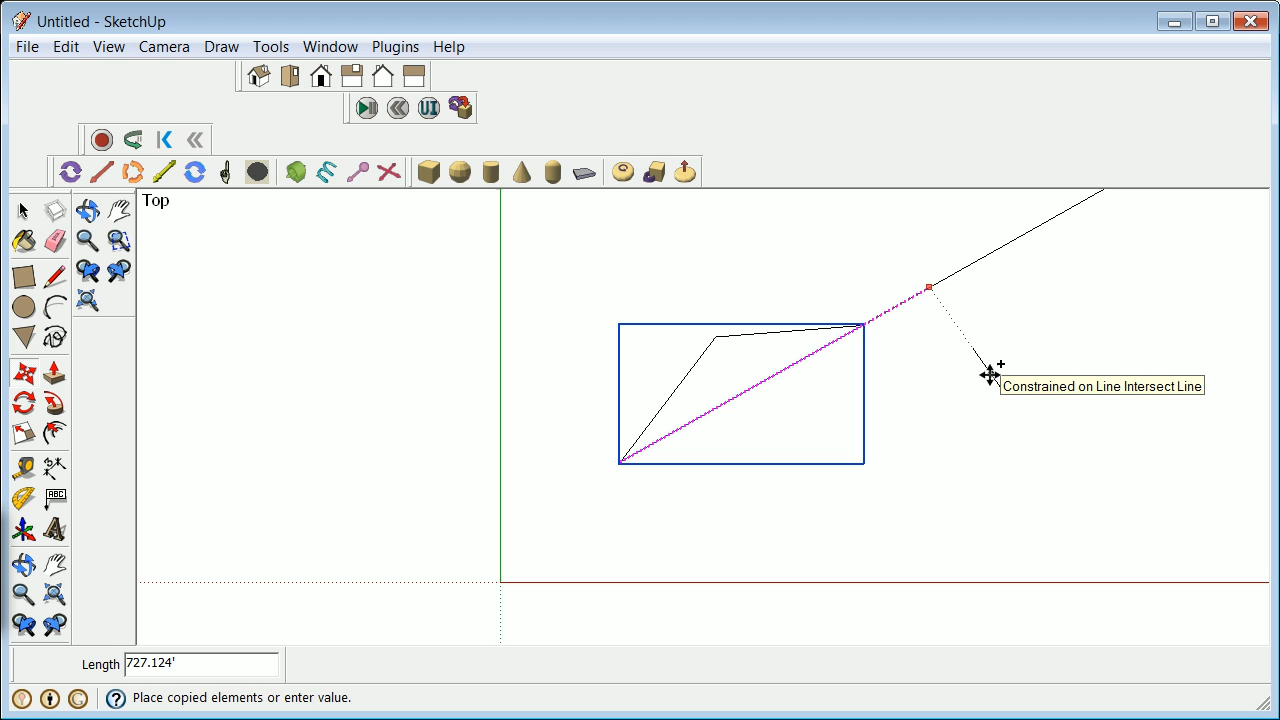 Untitled - SketchUp
File Edit View Camera Draw Tools Window Plugins Help
UI
Top
ABC
A
Constrained on Line Intersect Line
Length 727.124'
Place copied elements or enter value.